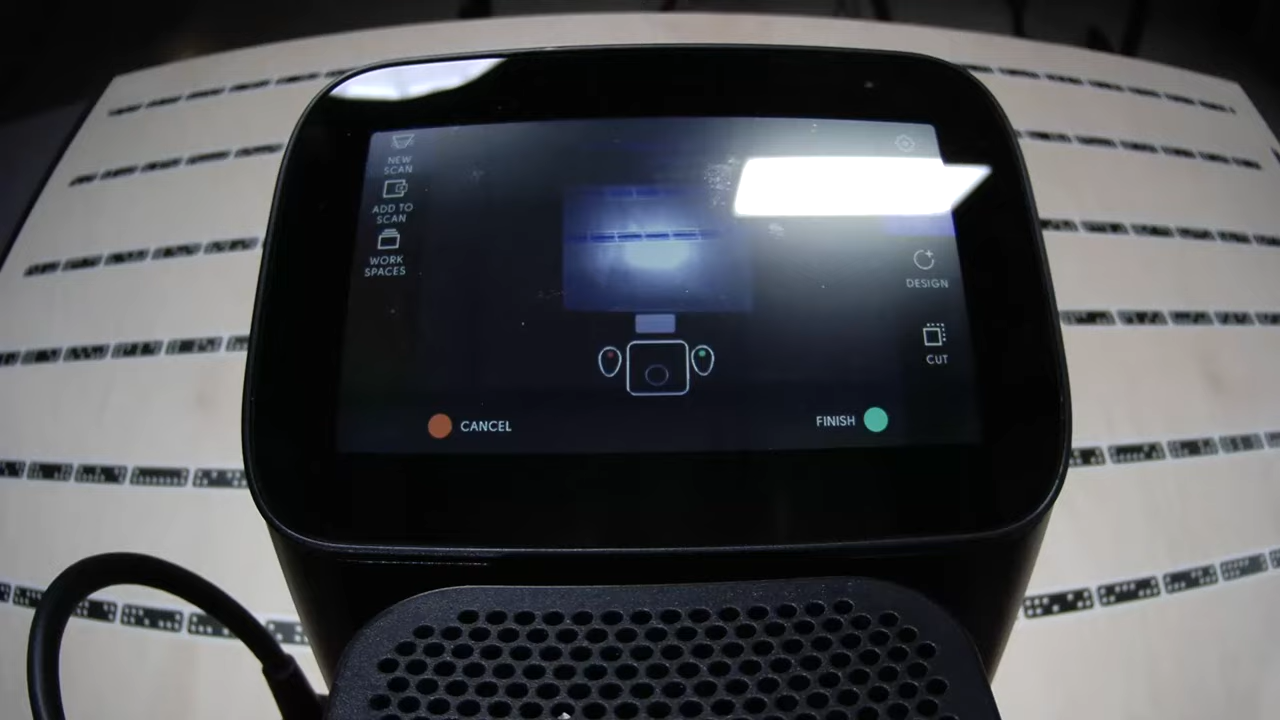 NEW
SCAN
ADD TO
SCAN
WORK
SPACES
DESIGN
CUT
CANCEL
FINISH